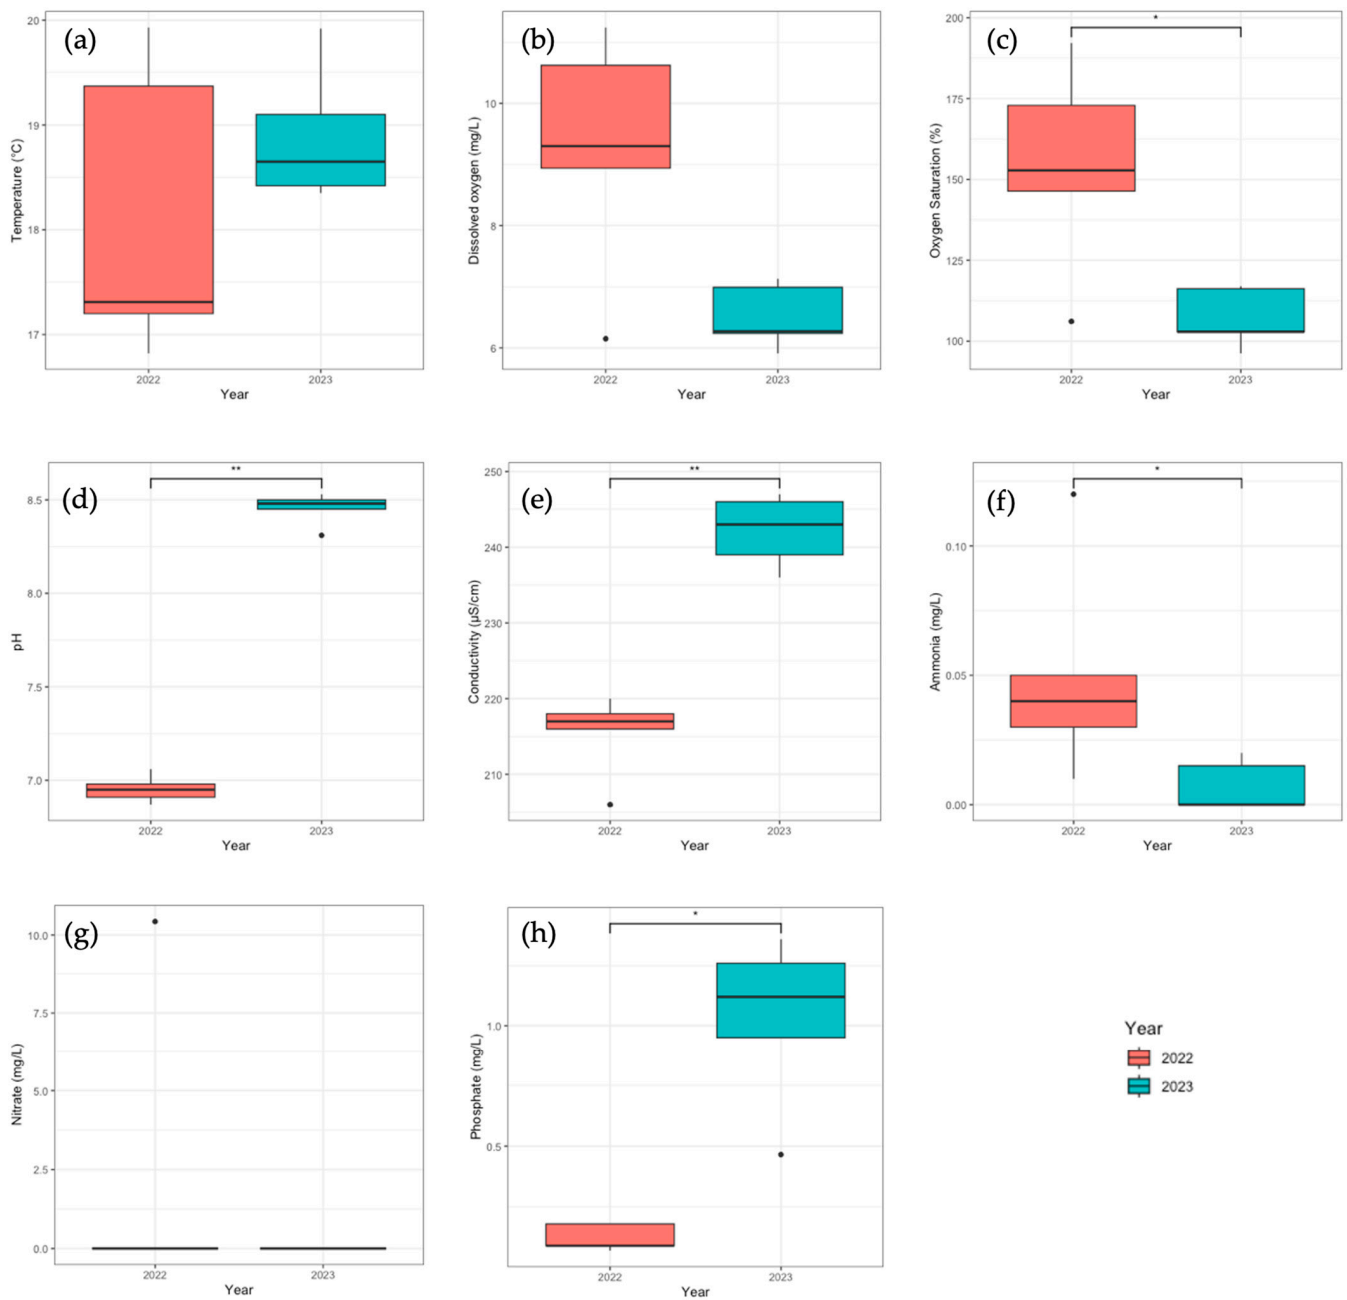 (a)
20
19
18
17
Temperature (°C)
2022 2023
Year
(b)
10
8
6
Dissolved oxygen (mg/L)
2022 2023
Year
(c)
*
200
175
150
125
100
Oxygen Saturation (%)
2022 2023
Year
(d)
**
8.5
8.0
7.5
7.0
pH
2022 2023
Year
(e)
**
250
240
230
220
210
Conductivity (µS/cm)
2022 2023
Year
(f)
*
0.10
0.05
0.00
Ammonia (mg/L)
2022 2023
Year
(g)
10.0
7.5
5.0
2.5
0.0
Nitrate (mg/L)
2022 2023
Year
(h)
*
1.0
0.5
Phosphate (mg/L)
2022 2023
Year
Year
2022
2023